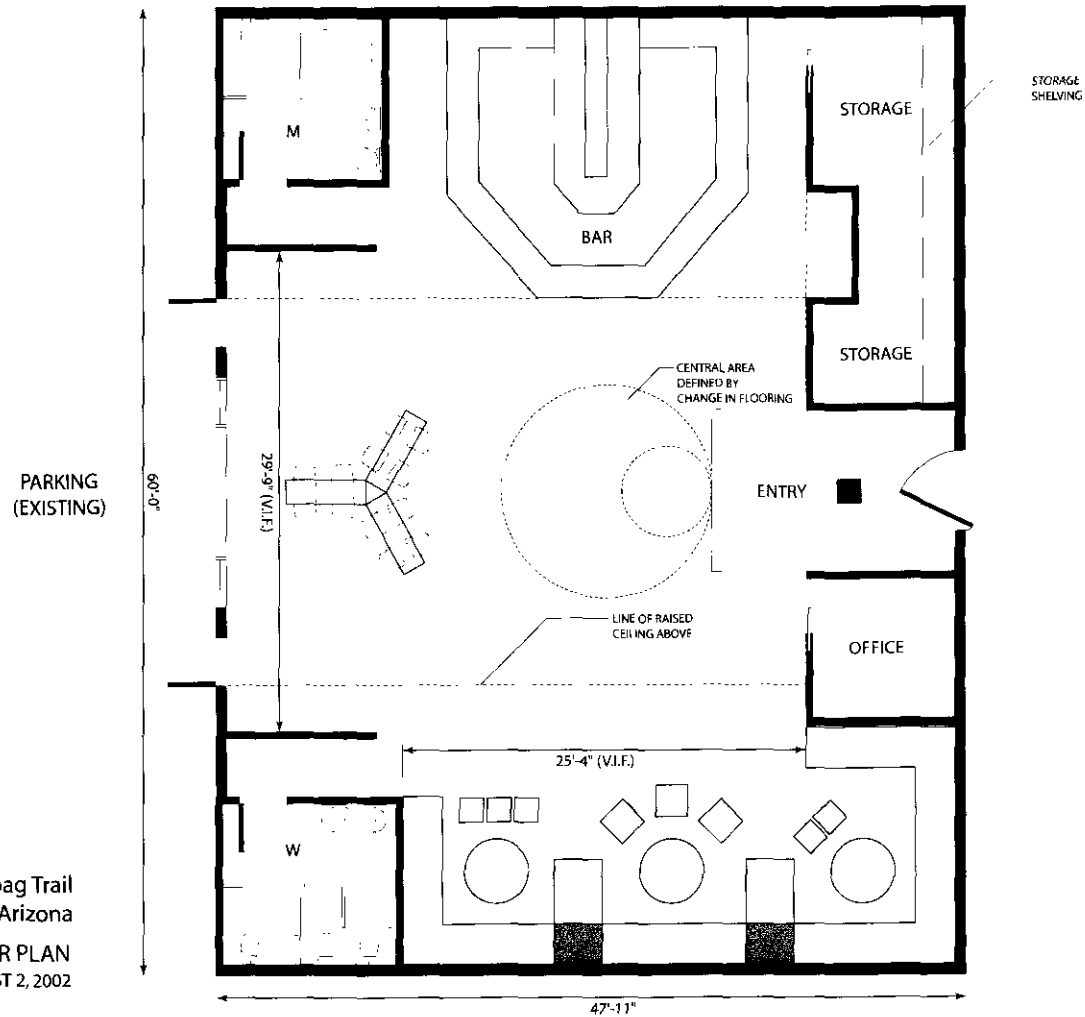 M
STORAGE
STORAGE
SHELVING
BAR
STORAGE
CENTRAL AREA
DEFINED BY
CHANGE IN FLOORING
PARKING
(EXISTING)
60'-0"
29'-9" (V.I.F.)
ENTRY
LINE OF RAISED
CEILING ABOVE
OFFICE
25'-4" (V.I.F.)
W
Trail
Arizona
PLAN
2, 2002
47'-11"